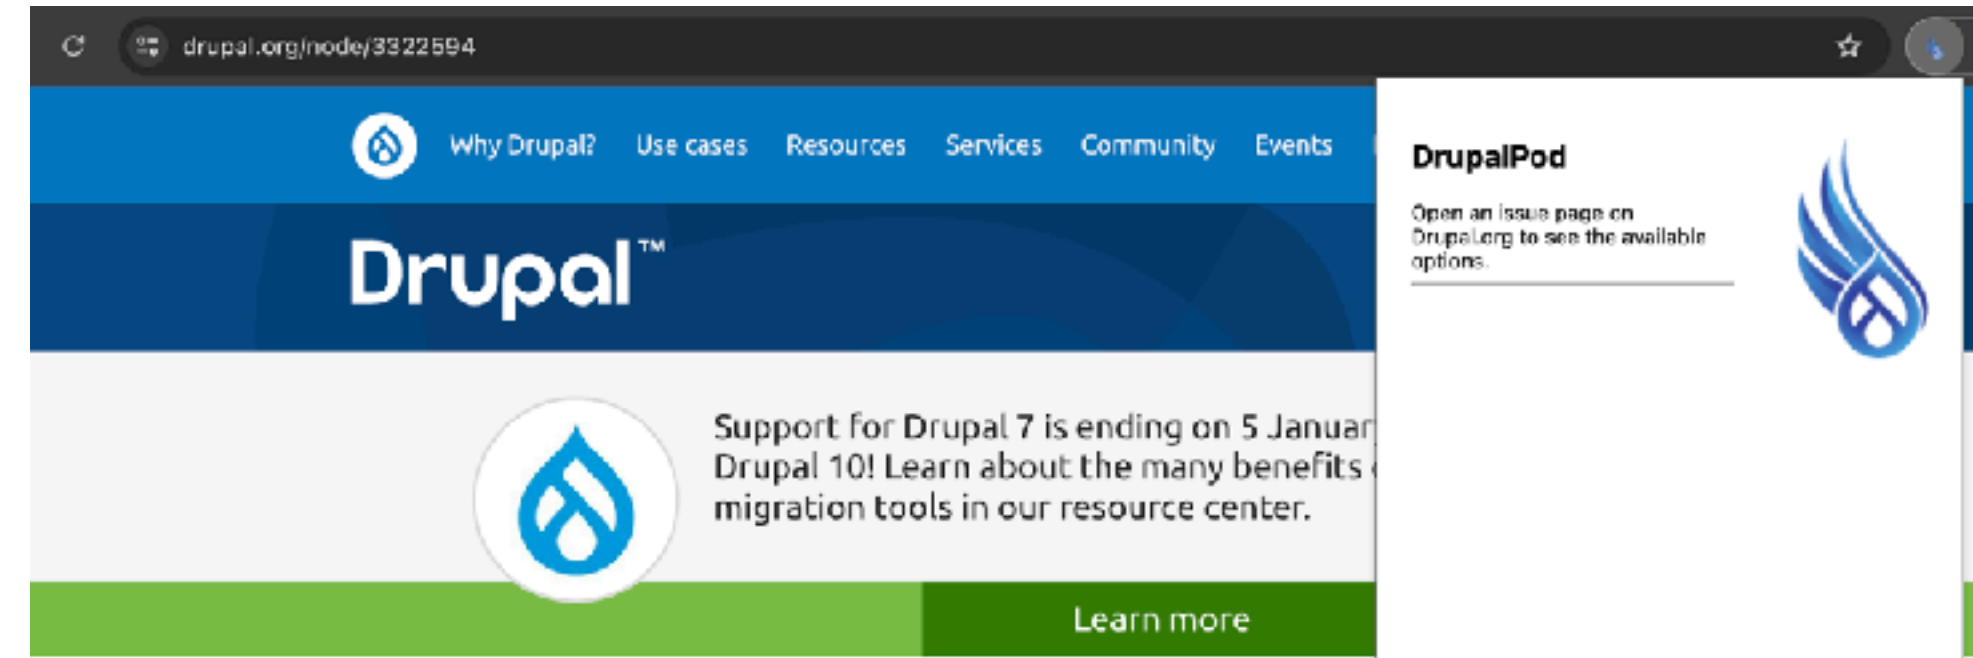 drupal.org/node/3322594
Why Drupal? Use cases Resources Services Community Events
Drupal™
DrupalPod
Open an issue page on
Drupal.org to see the available
options.
Support for Drupal 7 is ending on 5 Januar
Drupal 10! Learn about the many benefits
migration tools in our resource center.
Learn more